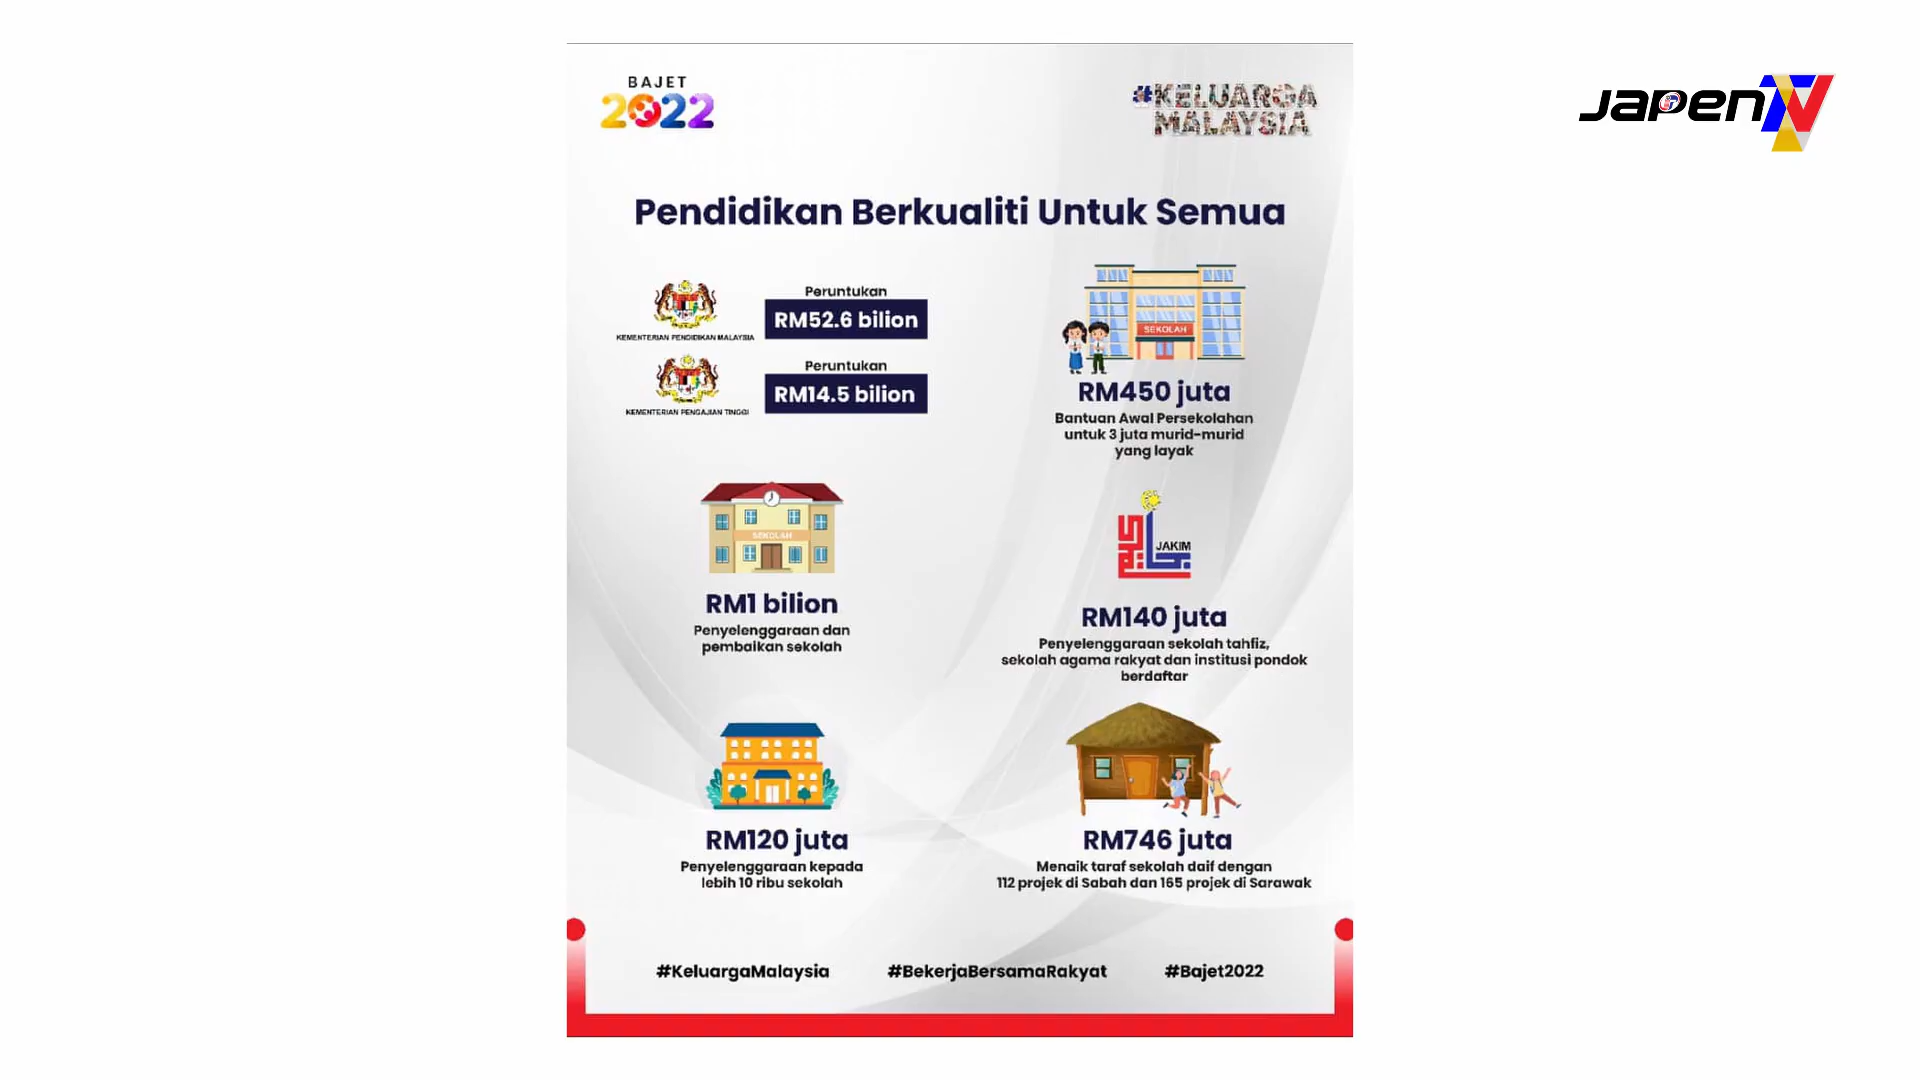 BAJET
2022
#KELUARGA
MALAYSIA
JAPEN TV
Pendidikan Berkualiti Untuk Semua
KEMENTERIAN PENDIDIKAN MALAYSIA
Peruntukan
RM52.6 bilion
KEMENTERIAN PENGAJIAN TINGGI
Peruntukan
RM14.5 bilion
SEKOLAH
RM450 juta
Bantuan Awal Persekolahan
untuk 3 juta murid-murid
yang layak
SEKOLAH
RM1 bilion
Penyelenggaraan dan
pembaikan sekolah
JAKIM
RM140 juta
Penyelenggaraan sekolah tahfiz,
sekolah agama rakyat dan institusi pondok
berdaftar
RM120 juta
Penyelenggaraan kepada
lebih 10 ribu sekolah
RM746 juta
Menaik taraf sekolah daif dengan
112 projek di Sabah dan 165 projek di Sarawak
#KeluargaMalaysia
#BekerjaBersamaRakyat
#Bajet2022